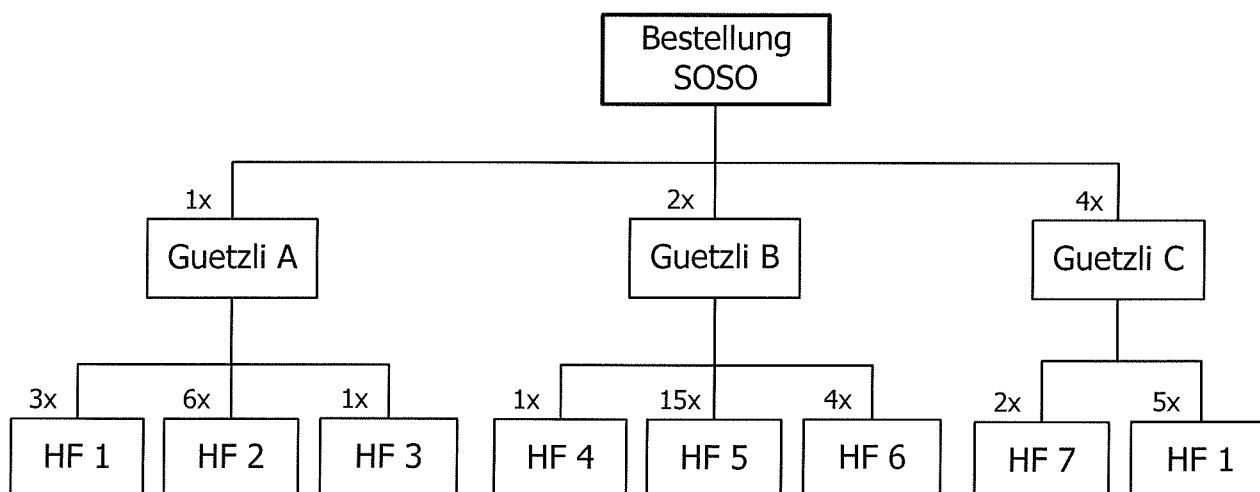 Bestellung
SOSO
1x
2x
4x
Guetzli A
Guetzli B
Guetzli C
3x
6x
1x
1x
15x
4x
2x
5x
HF 1
HF 2
HF 3
HF 4
HF 5
HF 6
HF 7
HF 1